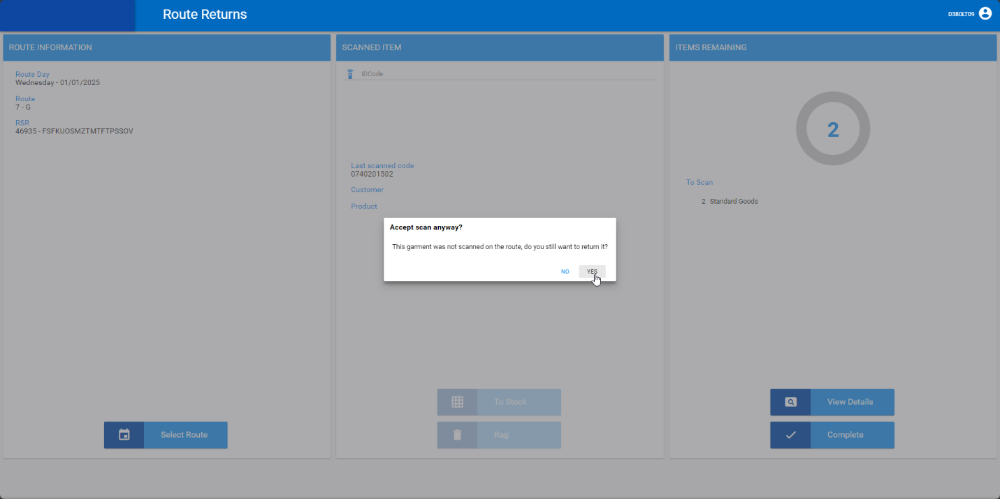 Route Returns
D380LT09
ROUTE INFORMATION
Route Day
Wednesday - 01/01/2025
Route
7 - G
RSR
46935 - FSFKUOSMZTMTFTPSSOV
Select Route
SCANNED ITEM
IDCode
Last scanned code
0740201502
Customer
Product
Accept scan anyway?
This garment was not scanned on the route, do you still want to return it?
NO
YES
To Stock
Rag
ITEMS REMAINING
2
To Scan
2 Standard Goods
View Details
Complete